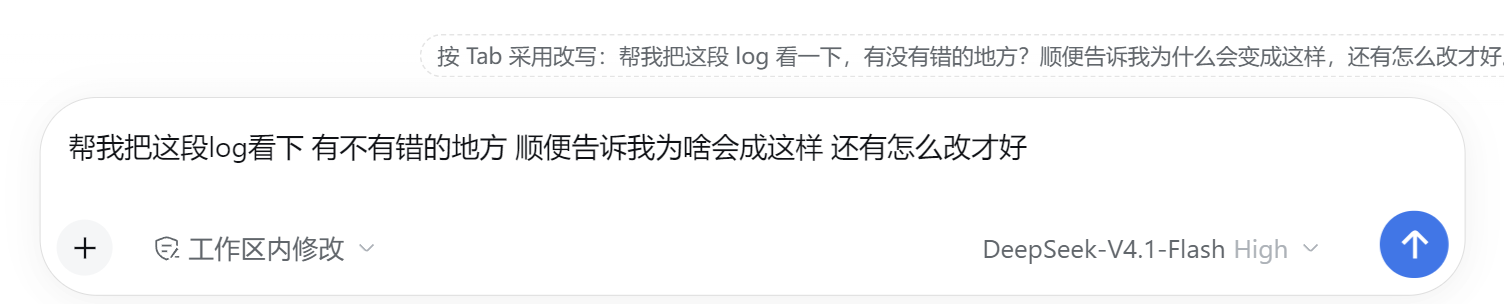 按 Tab 采用改写：帮我把这段 log 看一下，有没有错的地方？顺便告诉我为什么会变成这样，还有怎么改才好
帮我把这段log看下 有不有错的地方 顺便告诉我为啥会成这样 还有怎么改才好
工作区内修改
DeepSeek-V4.1-Flash High